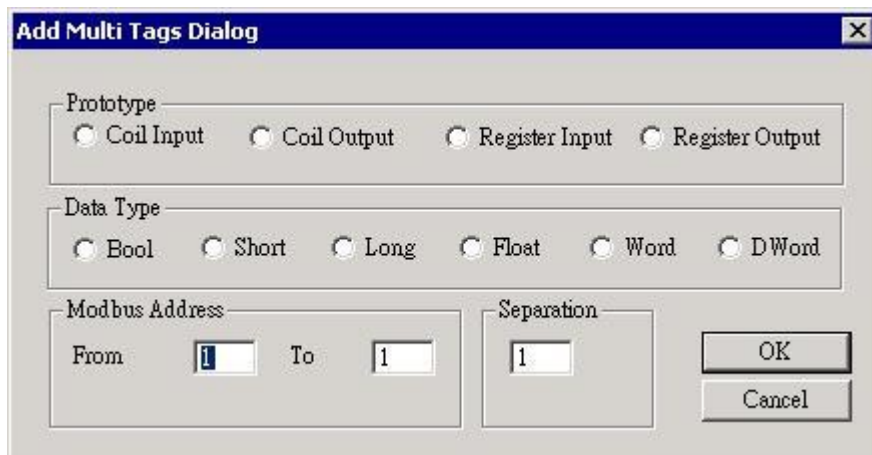 Add Multi Tags Dialog
Prototype
Coil Input Coil Output Register Input Register Output
Data Type
Bool Short Long Float Word DWord
Modbus Address Separation
From 1 To 1 1 OK
Cancel